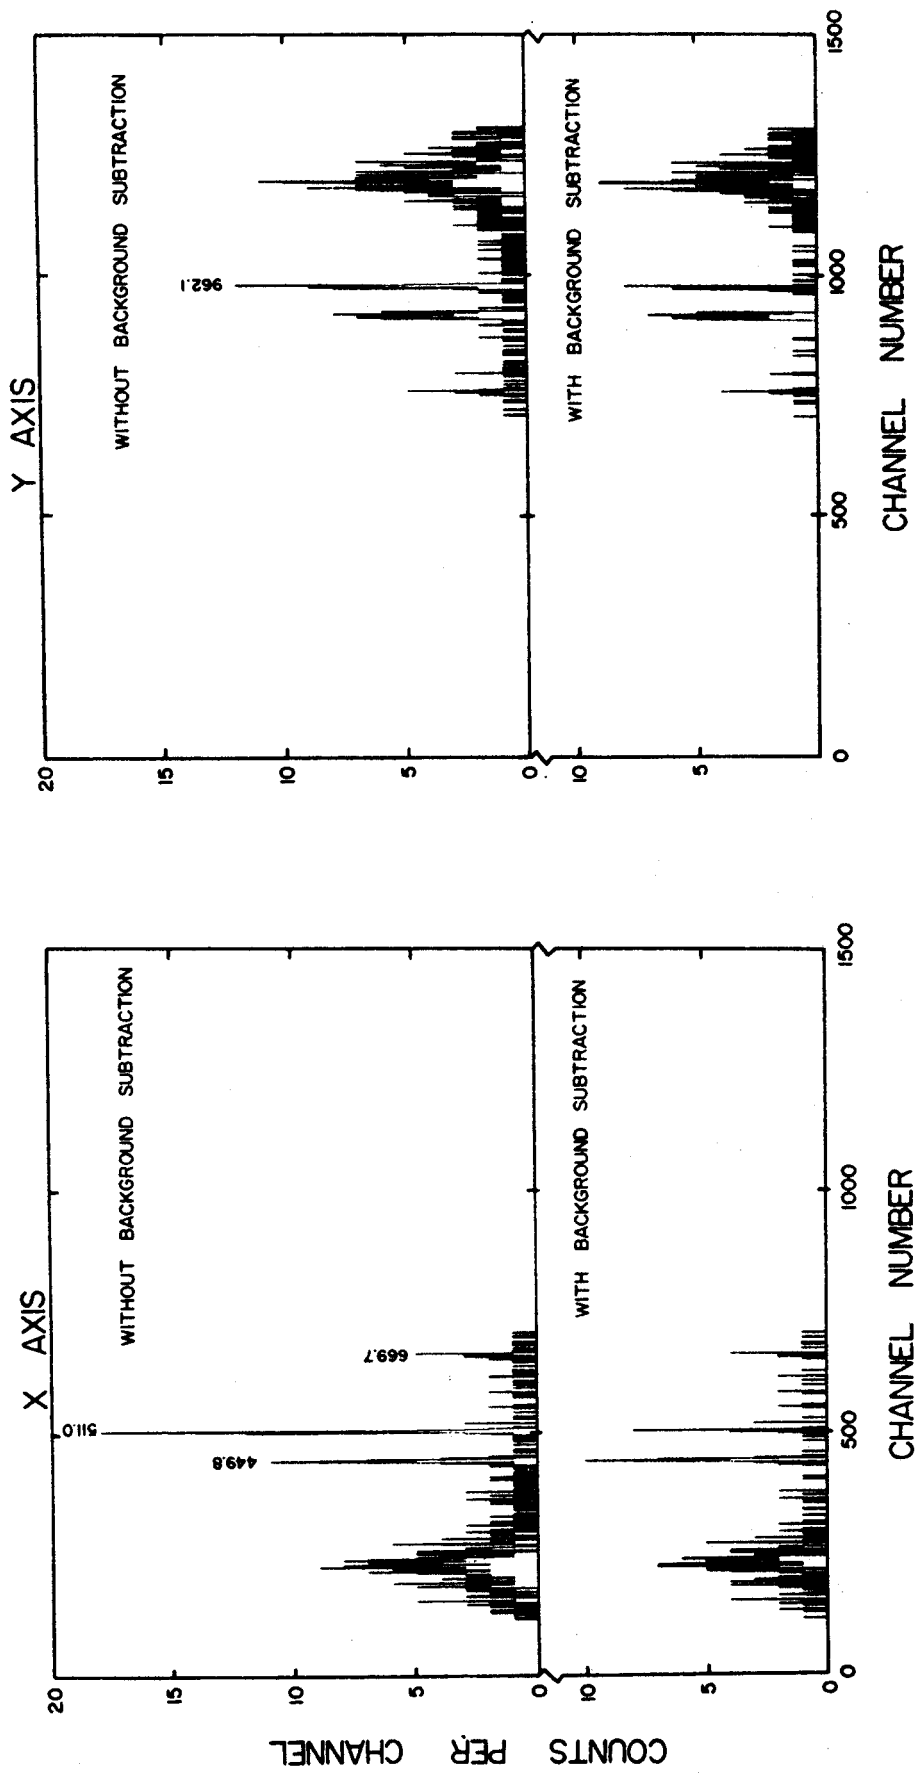 X AXIS
20
15
10
5
0
10
5
0
500
1000
1500
WITHOUT BACKGROUND SUBTRACTION
449.8
511.0
669.7
WITH BACKGROUND SUBTRACTION
COUNTS PER CHANNEL
CHANNEL NUMBER
Y AXIS
20
15
10
5
0
10
5
0
500
1000
1500
WITHOUT BACKGROUND SUBTRACTION
962.1
WITH BACKGROUND SUBTRACTION
CHANNEL NUMBER